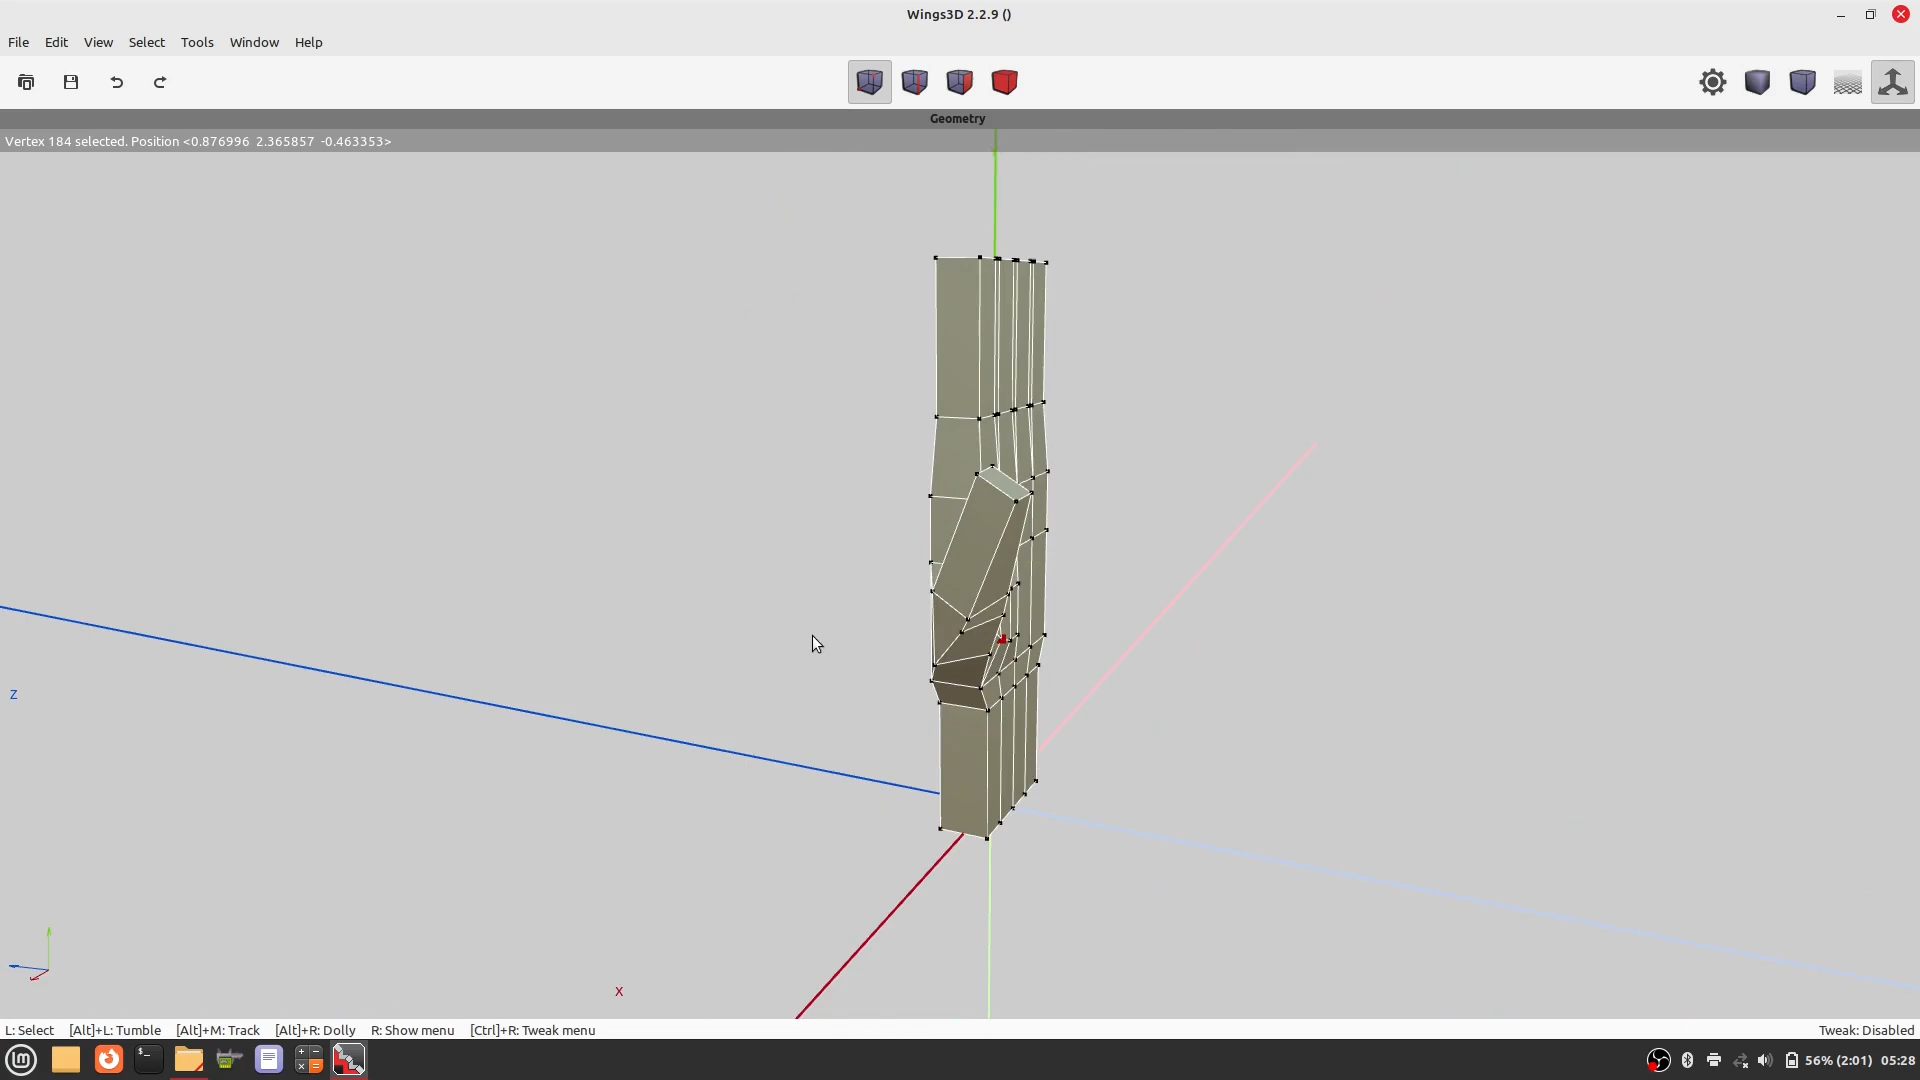 Wings3D 2.2.9 ()
File Edit View Select Tools Window Help
Geometry
Vertex 184 selected. Position <0.876996 2.365857 -0.463353>
Z
X
L: Select [Alt]+L: Tumble [Alt]+M: Track [Alt]+R: Dolly R: Show menu [Ctrl]+R: Tweak menu Tweak: Disabled
56% (2:01) 05:28